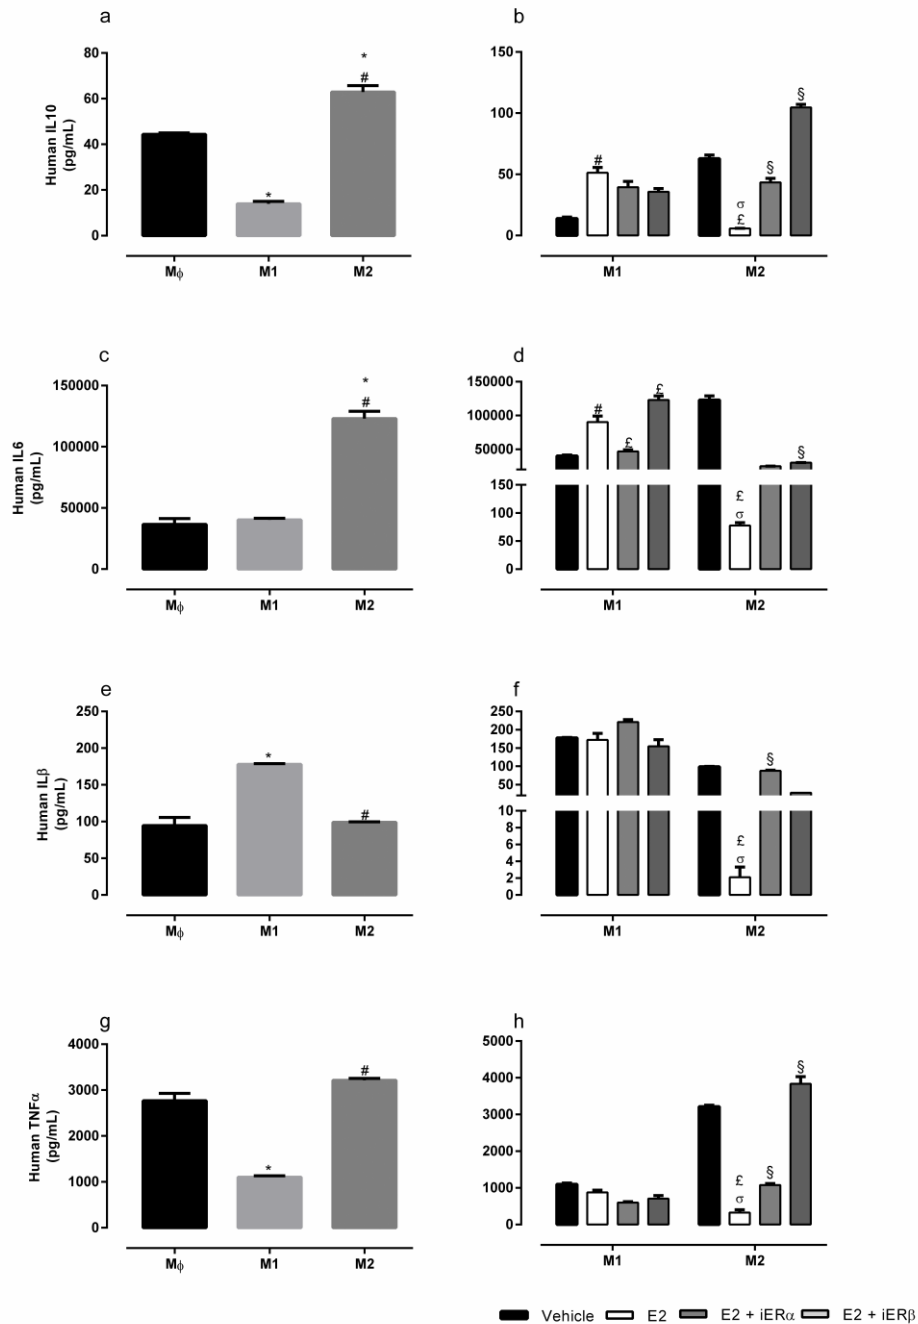 a
Human IL10
(pg/mL)
80
60
40
20
0
*
*
#
Mϕ M1 M2
b
150
100
50
0
#
σ
£
§
§
M1 M2
c
Human IL6
(pg/mL)
150000
100000
50000
0
*
#
Mϕ M1 M2
d
150000
100000
50000
150
100
50
0
#
£
£
£
σ
§
M1 M2
e
Human ILβ
(pg/mL)
250
200
150
100
50
0
*
#
Mϕ M1 M2
f
250
200
150
100
50
10
8
6
4
2
0
£
σ
§
M1 M2
g
Human TNFα
(pg/mL)
4000
3000
2000
1000
0
*
#
Mϕ M1 M2
h
5000
4000
3000
2000
1000
0
£
σ
§
§
M1 M2
Vehicle E2 E2 + iERα E2 + iERβ